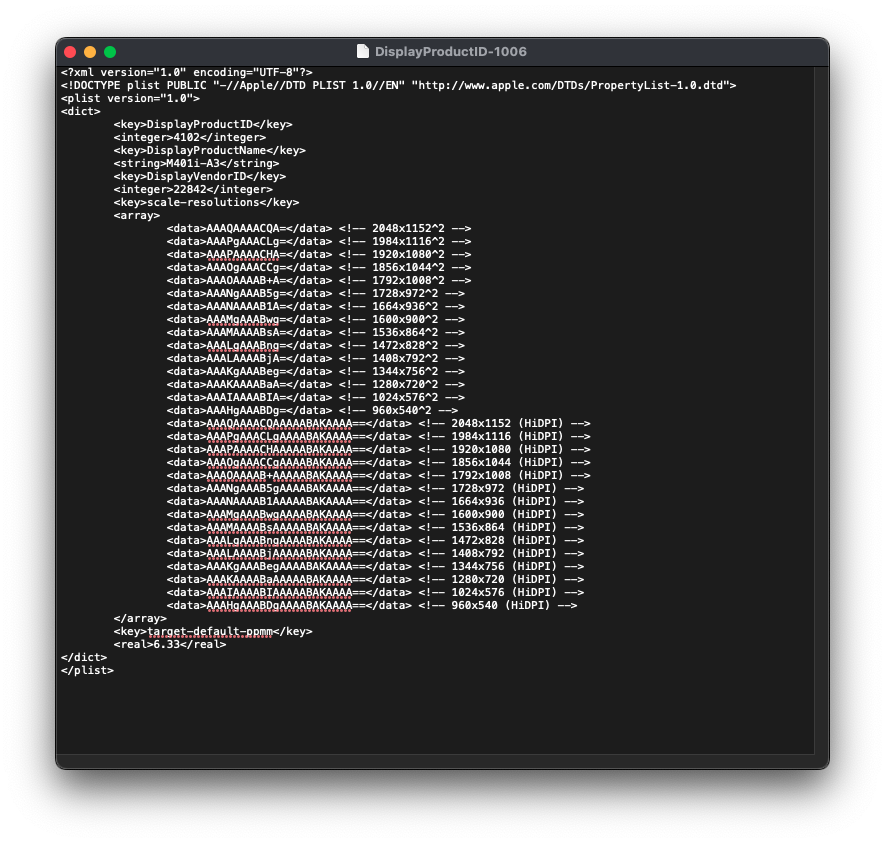 DisplayProductID-1006
<?xml version="1.0" encoding="UTF-8"?>
<!DOCTYPE plist PUBLIC "-//Apple//DTD PLIST 1.0//EN" "http://www.apple.com/DTDs/PropertyList-1.0.dtd">
<plist version="1.0">
<dict>
<key>DisplayProductID</key>
<integer>4102</integer>
<key>DisplayProductName</key>
<string>M401i-A3</string>
<key>DisplayVendorID</key>
<integer>22842</integer>
<key>scale-resolutions</key>
<array>
<data>AAAQAAAACQA=</data> <!-- 2048x1152^2 -->
<data>AAAPgAAACLg=</data> <!-- 1984x1116^2 -->
<data>AAAPAAAACHA=</data> <!-- 1920x1080^2 -->
<data>AAAOgAAACCg=</data> <!-- 1856x1044^2 -->
<data>AAAOAAAAB+A=</data> <!-- 1792x1008^2 -->
<data>AAANgAAAB5g=</data> <!-- 1728x972^2 -->
<data>AAANAAAAB1A=</data> <!-- 1664x936^2 -->
<data>AAAMgAAABwg=</data> <!-- 1600x900^2 -->
<data>AAAMAAAABsA=</data> <!-- 1536x864^2 -->
<data>AAALgAAABng=</data> <!-- 1472x828^2 -->
<data>AAALAAAABjA=</data> <!-- 1408x792^2 -->
<data>AAAKgAAABeg=</data> <!-- 1344x756^2 -->
<data>AAAKAAAABaA=</data> <!-- 1280x720^2 -->
<data>AAAIAAAABIA=</data> <!-- 1024x576^2 -->
<data>AAAHgAAABDg=</data> <!-- 960x540^2 -->
<data>AAAQAAAACQAAAAABAKAAAA==</data> <!-- 2048x1152 (HiDPI) -->
<data>AAAPgAAACLgAAAABAKAAAA==</data> <!-- 1984x1116 (HiDPI) -->
<data>AAAPAAAACHAAAAABAKAAAA==</data> <!-- 1920x1080 (HiDPI) -->
<data>AAAOgAAACCgAAAABAKAAAA==</data> <!-- 1856x1044 (HiDPI) -->
<data>AAAOAAAAB+AAAAABAKAAAA==</data> <!-- 1792x1008 (HiDPI) -->
<data>AAANgAAAB5gAAAABAKAAAA==</data> <!-- 1728x972 (HiDPI) -->
<data>AAANAAAAB1AAAAABAKAAAA==</data> <!-- 1664x936 (HiDPI) -->
<data>AAAMgAAABwgAAAABAKAAAA==</data> <!-- 1600x900 (HiDPI) -->
<data>AAAMAAAABsAAAAABAKAAAA==</data> <!-- 1536x864 (HiDPI) -->
<data>AAALgAAABngAAAABAKAAAA==</data> <!-- 1472x828 (HiDPI) -->
<data>AAALAAAABjAAAAABAKAAAA==</data> <!-- 1408x792 (HiDPI) -->
<data>AAAKgAAABegAAAABAKAAAA==</data> <!-- 1344x756 (HiDPI) -->
<data>AAAKAAAABaAAAAABAKAAAA==</data> <!-- 1280x720 (HiDPI) -->
<data>AAAIAAAABIAAAAABAKAAAA==</data> <!-- 1024x576 (HiDPI) -->
<data>AAAHgAAABDgAAAABAKAAAA==</data> <!-- 960x540 (HiDPI) -->
</array>
<key>target-default-ppmm</key>
<real>6.33</real>
</dict>
</plist>